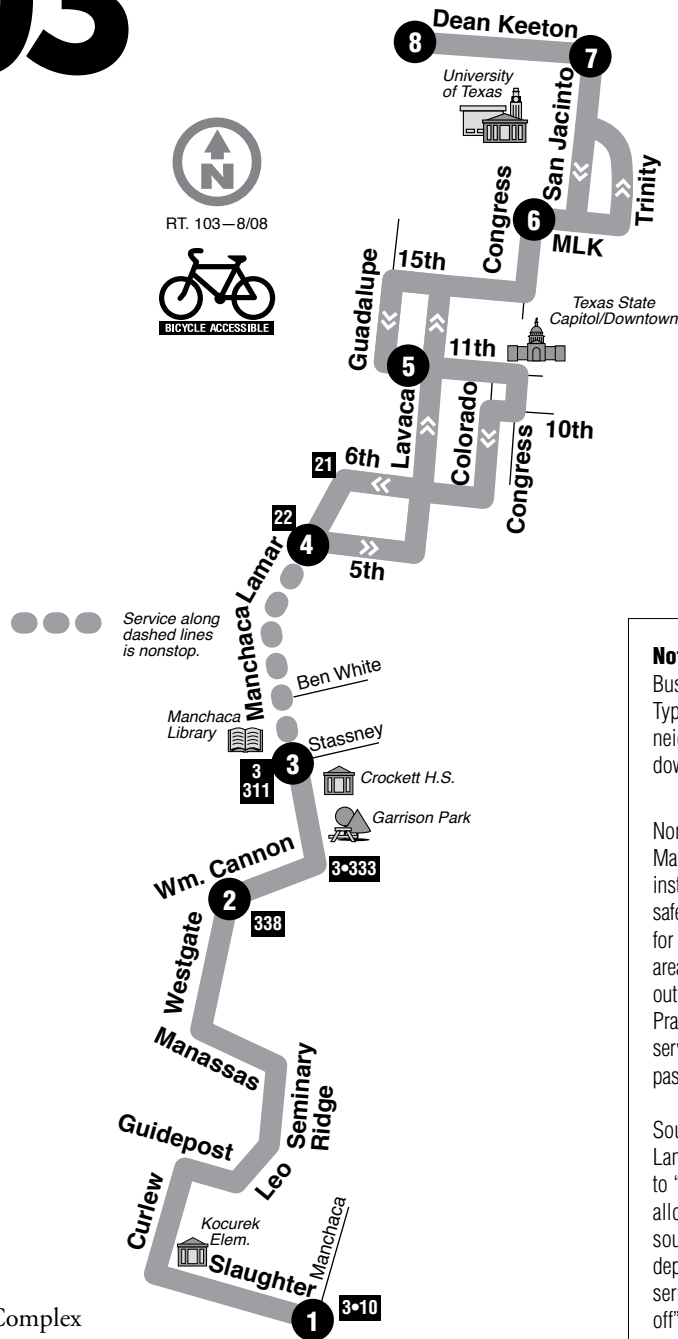 03
Dean Keeton
8
7
University
of Texas
San Jacinto
Trinity
N
RT. 103—8/08
BICYCLE ACCESSIBLE
Congress
6
MLK
Guadalupe
15th
Texas State
Capitol/Downtown
5
11th
Lavaca
Colorado
10th
Congress
21
6th
22
4
5th
Lamar
Manchaca
Service along
dashed lines
is nonstop.
Ben White
Manchaca
Library
Stassney
3
3
311
Crockett H.S.
Garrison Park
Wm. Cannon
3•333
2
338
Westgate
Manassas
Seminary
Ridge
Guidepost
Leo
Curlew
Kocurek
Elem.
Slaughter
Manchaca
1
3•10
Complex
Not
Bus
Typ
nei
dow
Nor
Ma
inst
safe
for
area
out
Pra
ser
pas
Sou
Lar
to “
allo
sou
dep
ser
off”